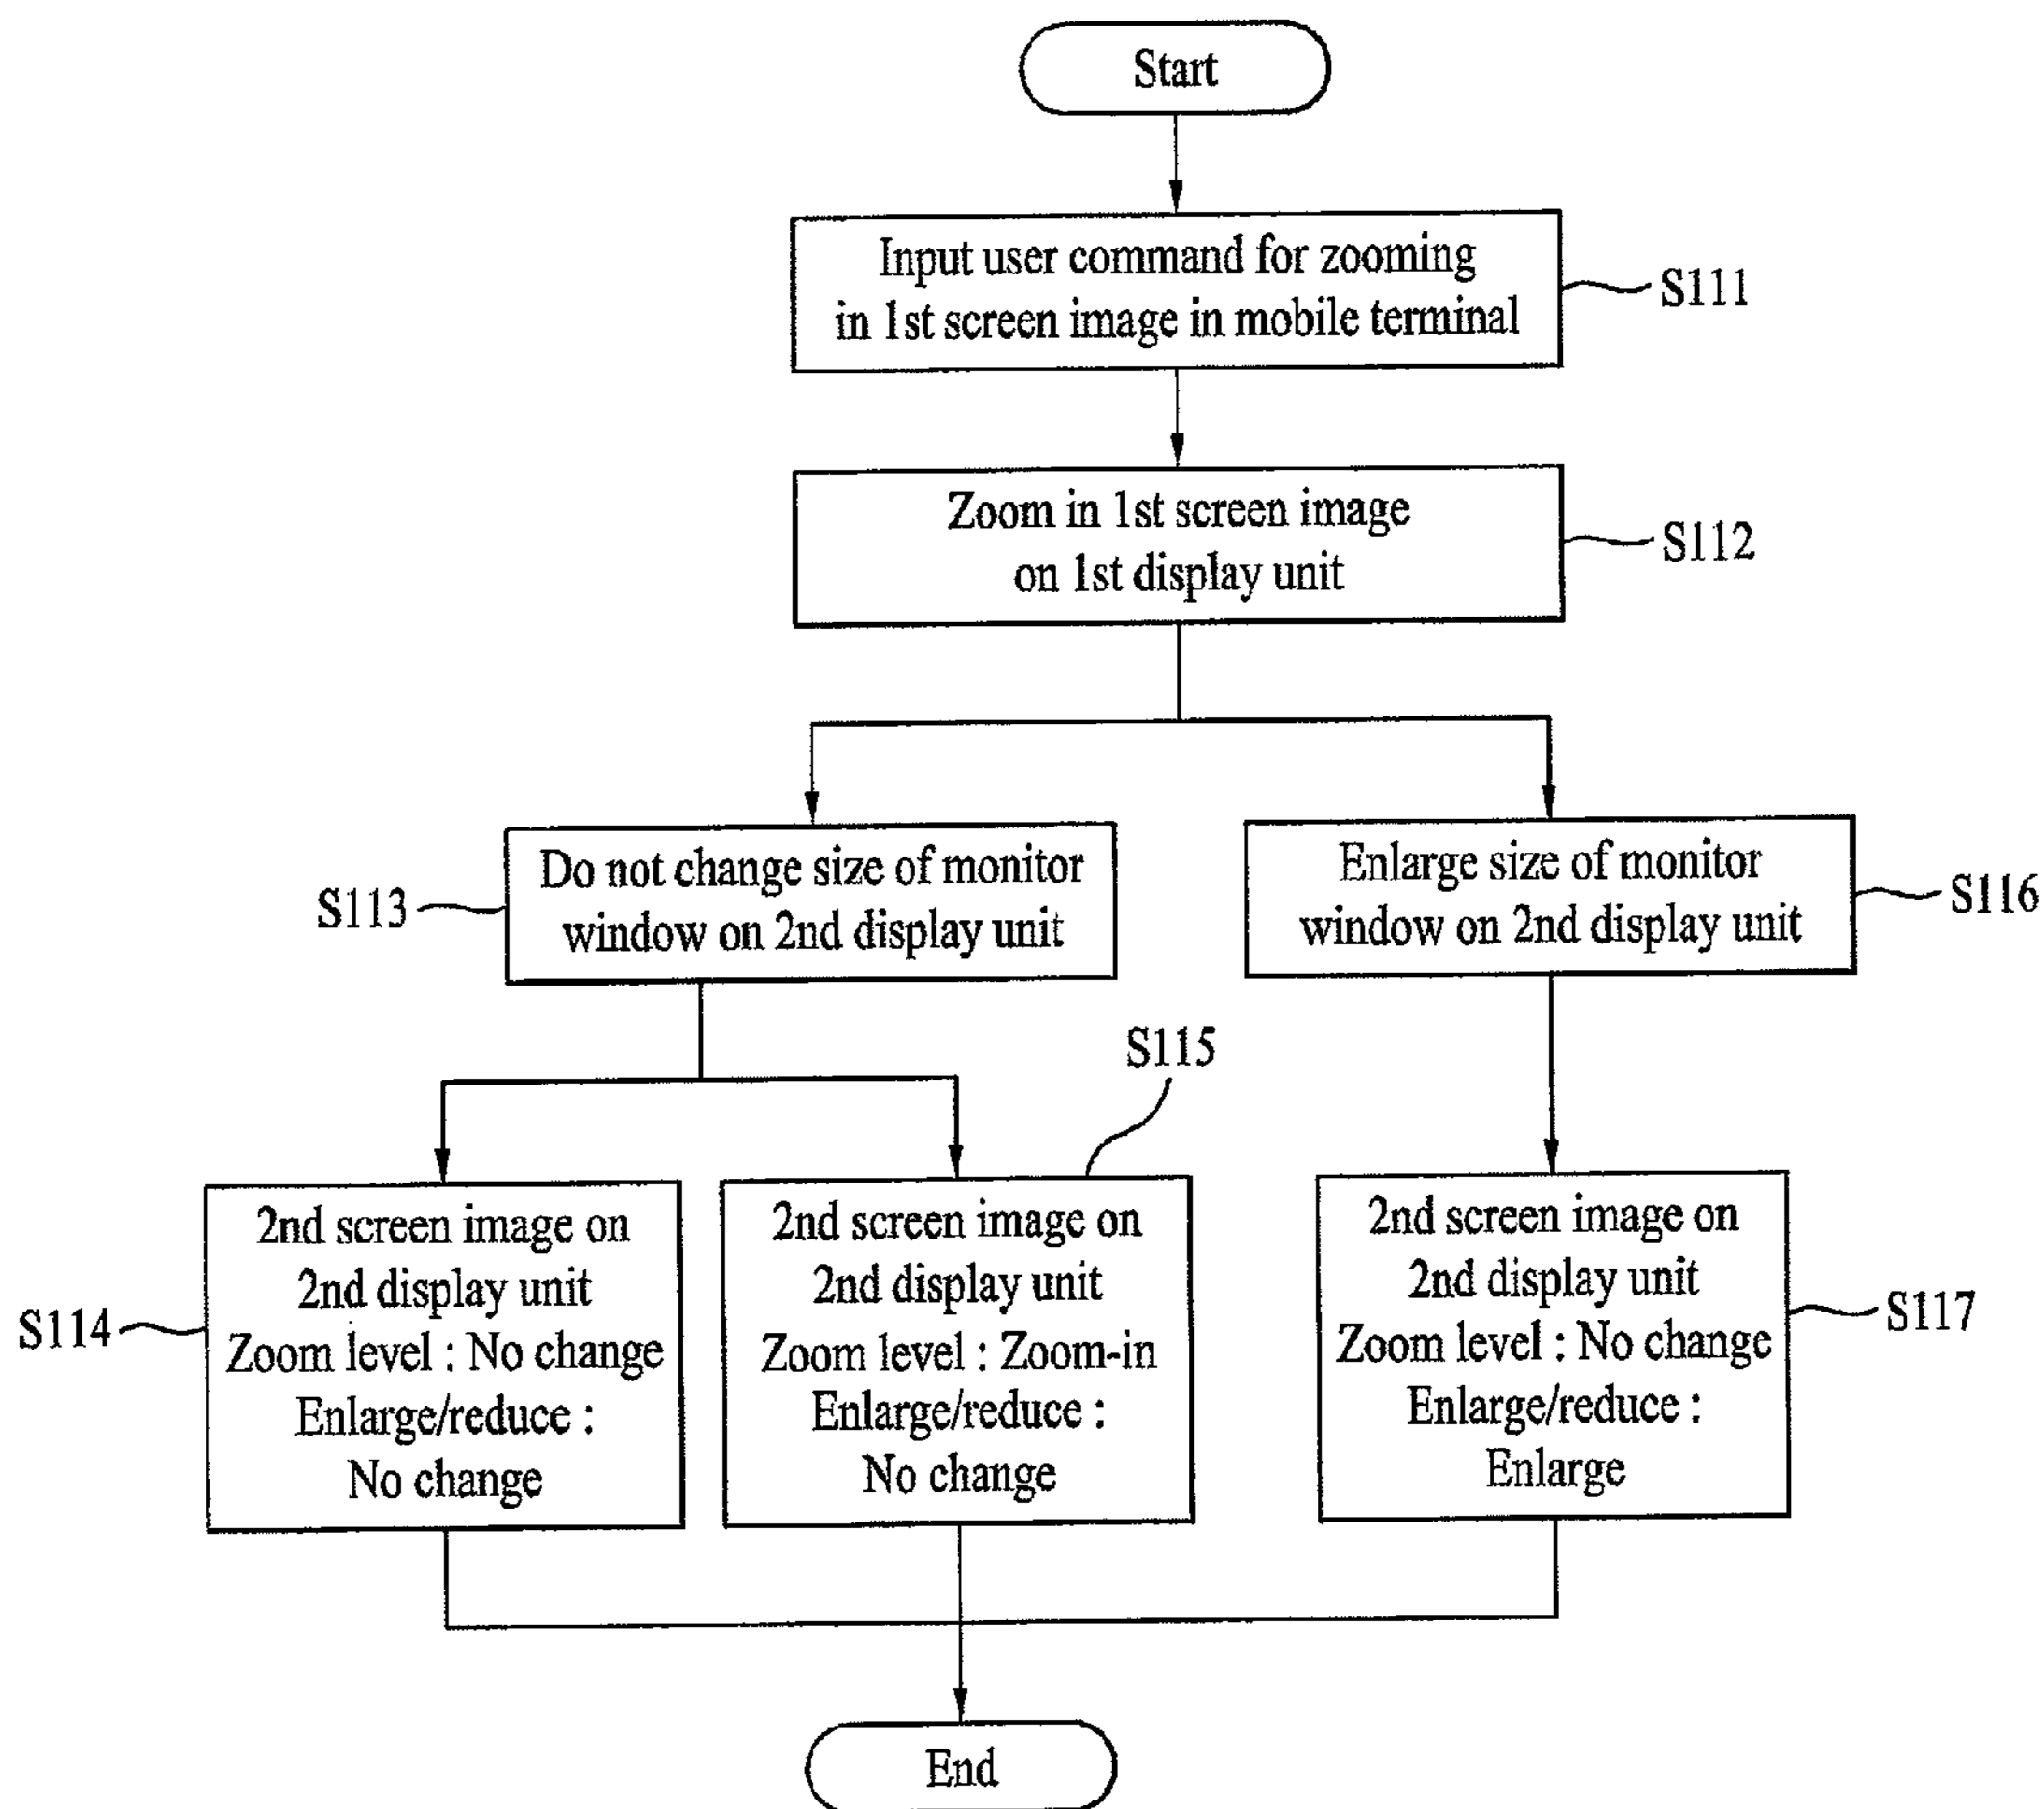 Start
Input user command for zooming
in 1st screen image in mobile terminal
S111
Zoom in 1st screen image
on 1st display unit
S112
Do not change size of monitor
window on 2nd display unit
S113
Enlarge size of monitor
window on 2nd display unit
S116
2nd screen image on
2nd display unit
Zoom level : No change
Enlarge/reduce :
No change
S114
2nd screen image on
2nd display unit
Zoom level : Zoom-in
Enlarge/reduce :
No change
S115
2nd screen image on
2nd display unit
Zoom level : No change
Enlarge/reduce :
Enlarge
S117
End